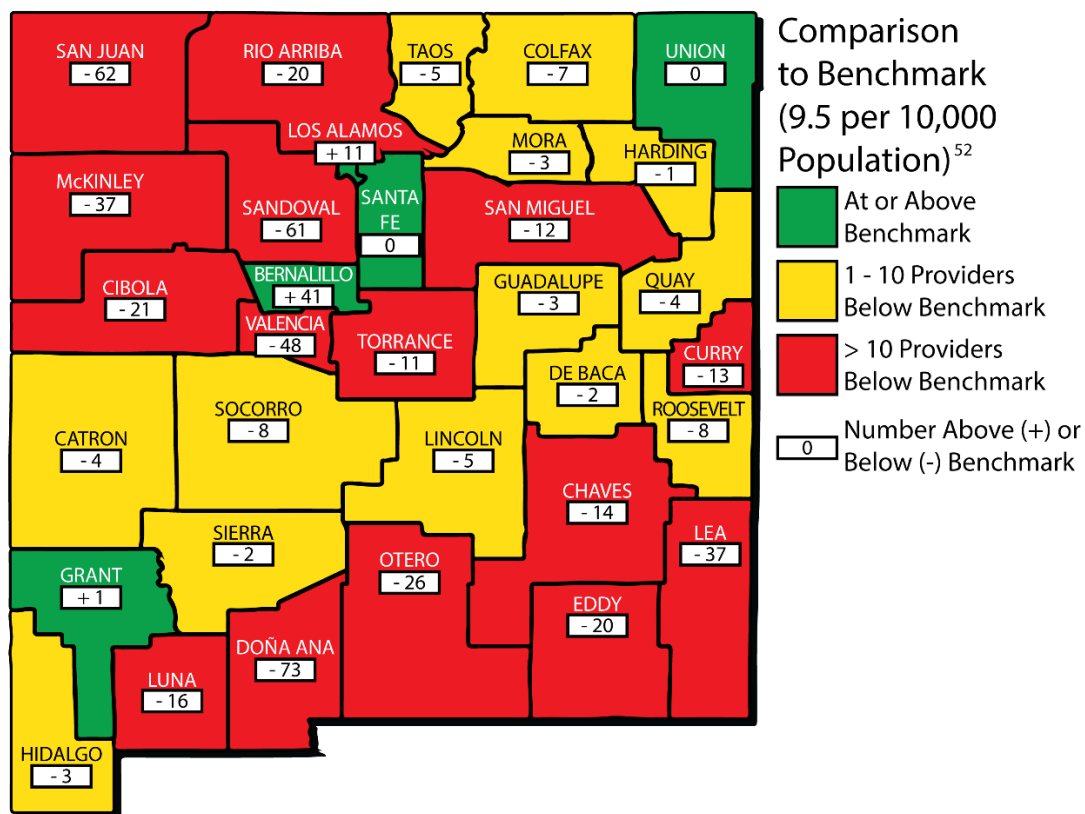 SAN JUAN
- 62
RIO ARRIBA
- 20
TAOS
- 5
COLFAX
- 7
UNION
0
LOS ALAMOS
+ 11
MORA
- 3
HARDING
- 1
McKINLEY
- 37
SANDOVAL
- 61
SANTA
FE
0
SAN MIGUEL
- 12
CIBOLA
- 21
BERNALILLO
+ 41
GUADALUPE
- 3
QUAY
- 4
VALENCIA
- 48
TORRANCE
- 11
CURRY
- 13
DE BACA
- 2
ROOSEVELT
- 8
CATRON
- 4
SOCORRO
- 8
LINCOLN
- 5
CHAVES
- 14
LEA
- 37
SIERRA
- 2
OTERO
- 26
GRANT
+ 1
EDDY
- 20
DOÑA ANA
- 73
LUNA
- 16
HIDALGO
- 3
Comparison
to Benchmark
(9.5 per 10,000
Population)52
At or Above
Benchmark
1 - 10 Providers
Below Benchmark
> 10 Providers
Below Benchmark
0
Number Above (+) or
Below (-) Benchmark